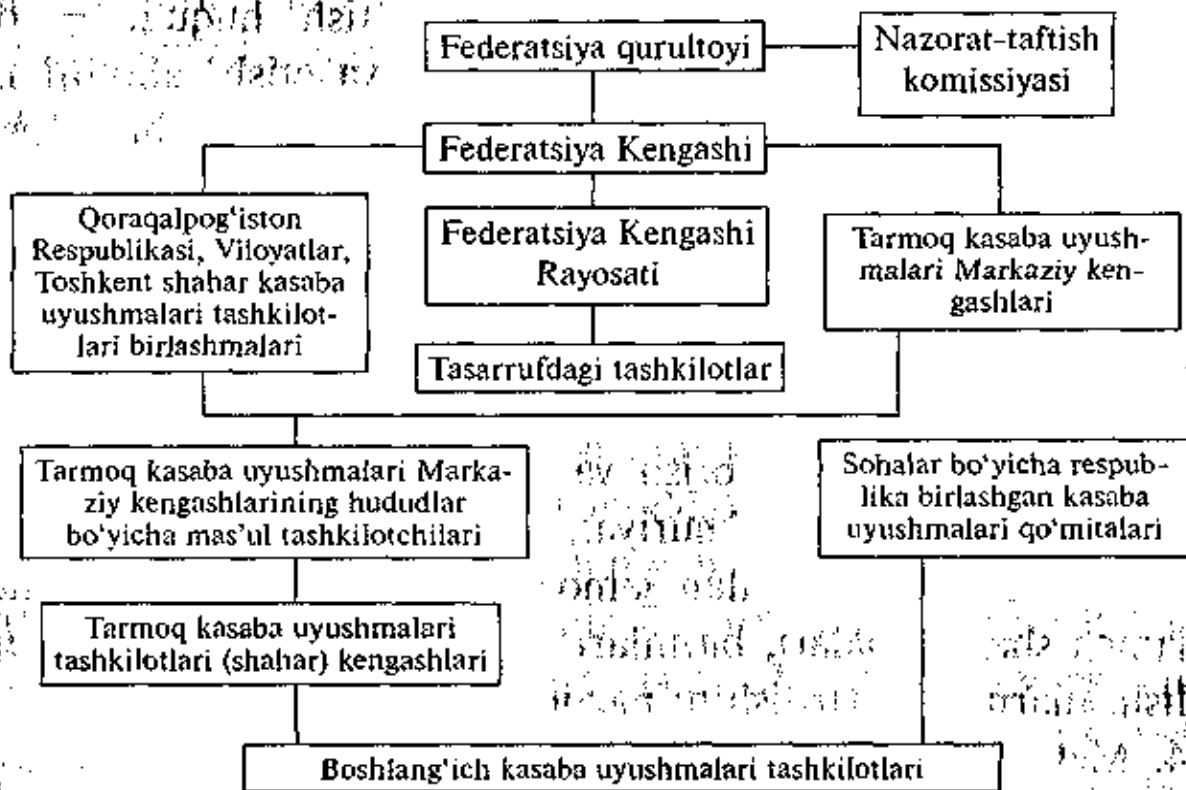 Federatsiya qurultoyi
Nazorat-taftish
komissiyasi
Federatsiya Kengashi
Qoraqalpog‘iston
Respublikasi, Viloyatlar,
Toshkent shahar kasaba
uyushmalari tashkilot-
lari birlashmalari
Federatsiya Kengashi
Rayosati
Tarmoq kasaba uyush-
malari Markaziy ken-
gashlari
Tasarrufdagi tashkilotlar
Tarmoq kasaba uyushmalari Marka-
ziy kengashlarining hududlar
bo‘yicha mas’ul tashkilotchilari
Sohalar bo‘yicha respub-
lika birlashgan kasaba
uyushmalari qo‘mitalari
Tarmoq kasaba uyushmalari
tashkilotlari (shahar) kengashlari
Boshlang‘ich kasaba uyushmalari tashkilotlari